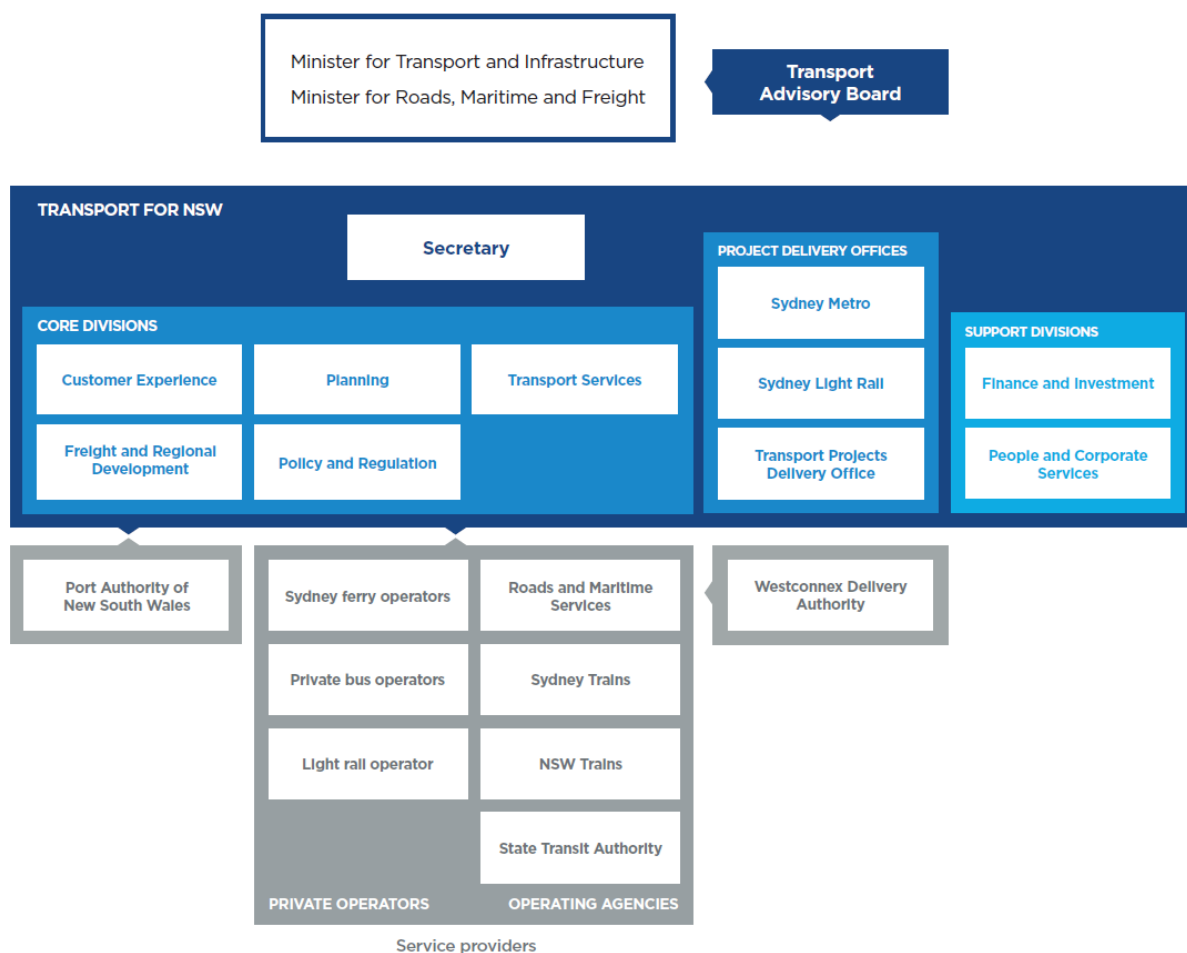 Minister for Transport and Infrastructure
Minister for Roads, Maritime and Freight
Transport
Advisory Board
TRANSPORT FOR NSW
Secretary
PROJECT DELIVERY OFFICES
Sydney Metro
Sydney Light Rail
Transport Projects
Delivery Office
CORE DIVISIONS
Customer Experience
Planning
Transport Services
Freight and Regional
Development
Policy and Regulation
SUPPORT DIVISIONS
Finance and Investment
People and Corporate
Services
Port Authority of
New South Wales
Sydney ferry operators
Private bus operators
Light rail operator
PRIVATE OPERATORS
Roads and Maritime
Services
Sydney Trains
NSW Trains
State Transit Authority
OPERATING AGENCIES
Service providers
Westconnex Delivery
Authority